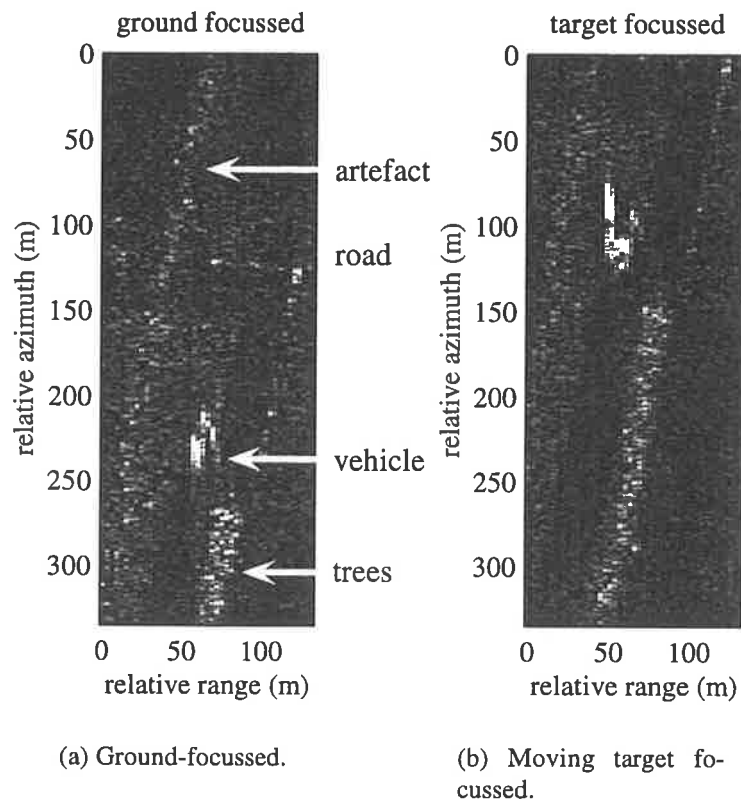 ground focussed
target focussed
0
50
100
150
200
250
300
relative azimuth (m)
0
50
100
relative range (m)
artefact
road
vehicle
trees
0
50
100
150
200
250
300
relative azimuth (m)
0
50
100
relative range (m)
(a) Ground-focussed.
(b) Moving target fo-
cussed.